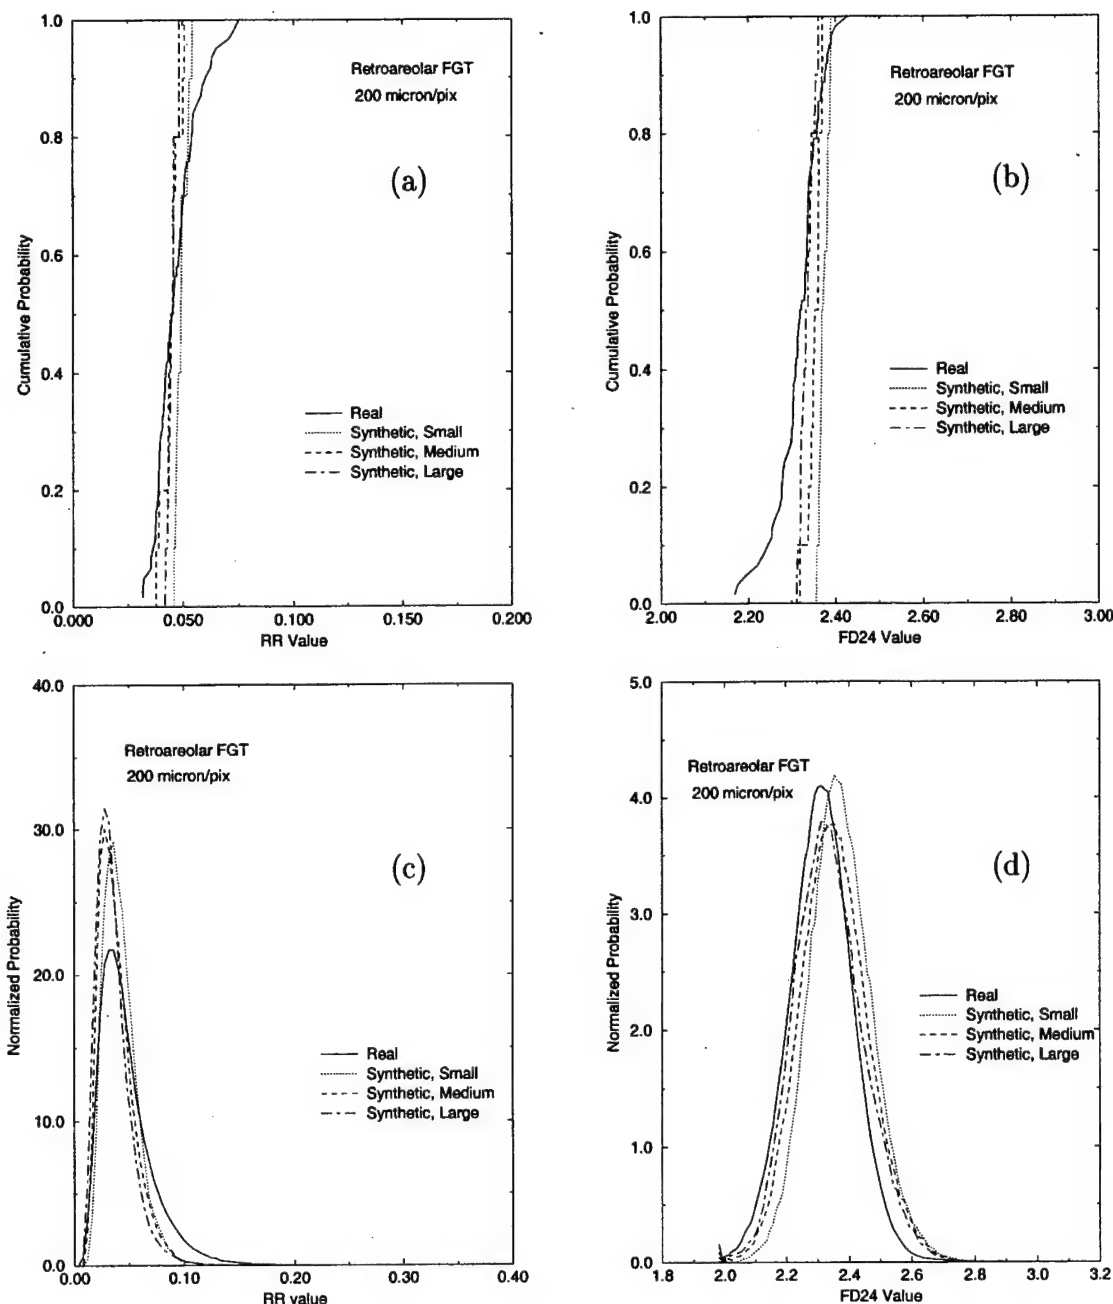 1.0
0.8
0.6
0.4
0.2
0.0
Cumulative Probability
Retroareolar FGT
200 micron/pix
(a)
Real
Synthetic, Small
Synthetic, Medium
Synthetic, Large
0.000
0.050
0.100
0.150
0.200
RR Value
1.0
0.8
0.6
0.4
0.2
0.0
Cumulative Probability
Retroareolar FGT
200 micron/pix
(b)
Real
Synthetic, Small
Synthetic, Medium
Synthetic, Large
2.00
2.20
2.40
2.60
2.80
3.00
FD24 Value
40.0
30.0
20.0
10.0
0.0
Normalized Probability
Retroareolar FGT
200 micron/pix
(c)
Real
Synthetic, Small
Synthetic, Medium
Synthetic, Large
0.00
0.10
0.20
0.30
0.40
RR value
5.0
4.0
3.0
2.0
1.0
0.0
Normalized Probability
Retroareolar FGT
200 micron/pix
(d)
Real
Synthetic, Small
Synthetic, Medium
Synthetic, Large
1.8
2.0
2.2
2.4
2.6
2.8
3.0
3.2
FD24 Value